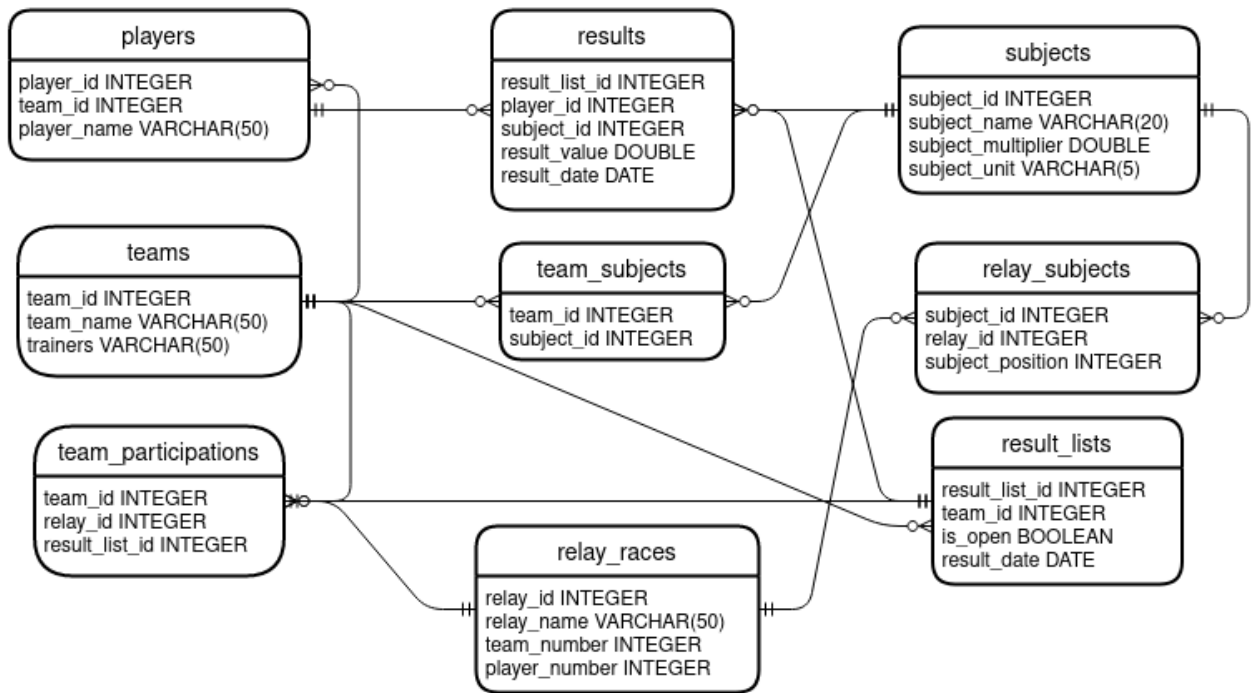 players
player_id INTEGER
team_id INTEGER
player_name VARCHAR(50)
results
result_list_id INTEGER
player_id INTEGER
subject_id INTEGER
result_value DOUBLE
result_date DATE
subjects
subject_id INTEGER
subject_name VARCHAR(20)
subject_multiplier DOUBLE
subject_unit VARCHAR(5)
teams
team_id INTEGER
team_name VARCHAR(50)
trainers VARCHAR(50)
team_subjects
team_id INTEGER
subject_id INTEGER
relay_subjects
subject_id INTEGER
relay_id INTEGER
subject_position INTEGER
team_participations
team_id INTEGER
relay_id INTEGER
result_list_id INTEGER
result_lists
result_list_id INTEGER
team_id INTEGER
is_open BOOLEAN
result_date DATE
relay_races
relay_id INTEGER
relay_name VARCHAR(50)
team_number INTEGER
player_number INTEGER